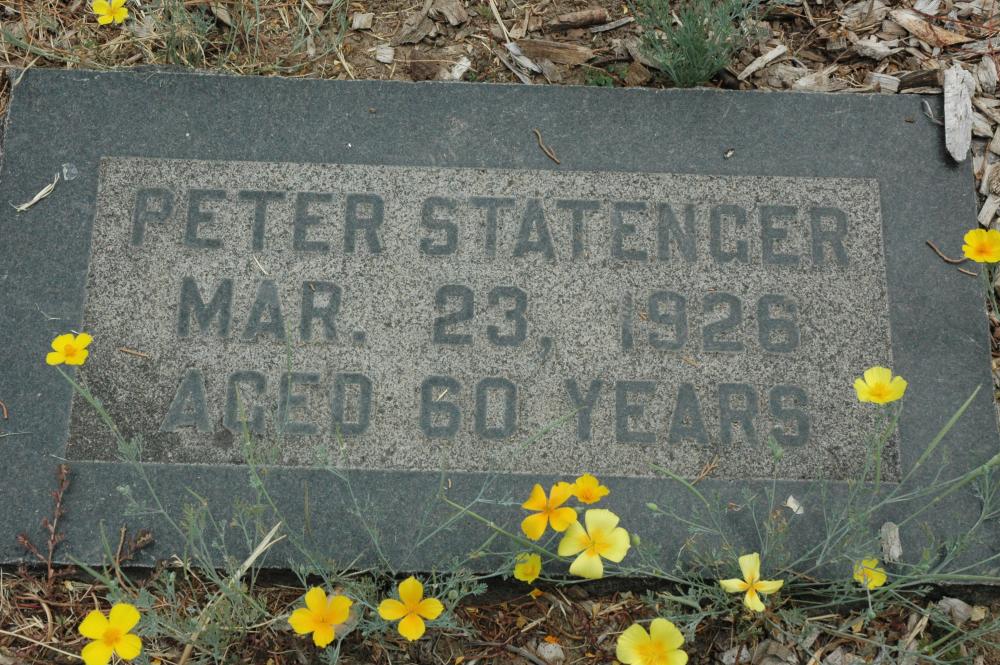 PETER STATENGER
MAR. 23, 1926
AGED 60 YEARS